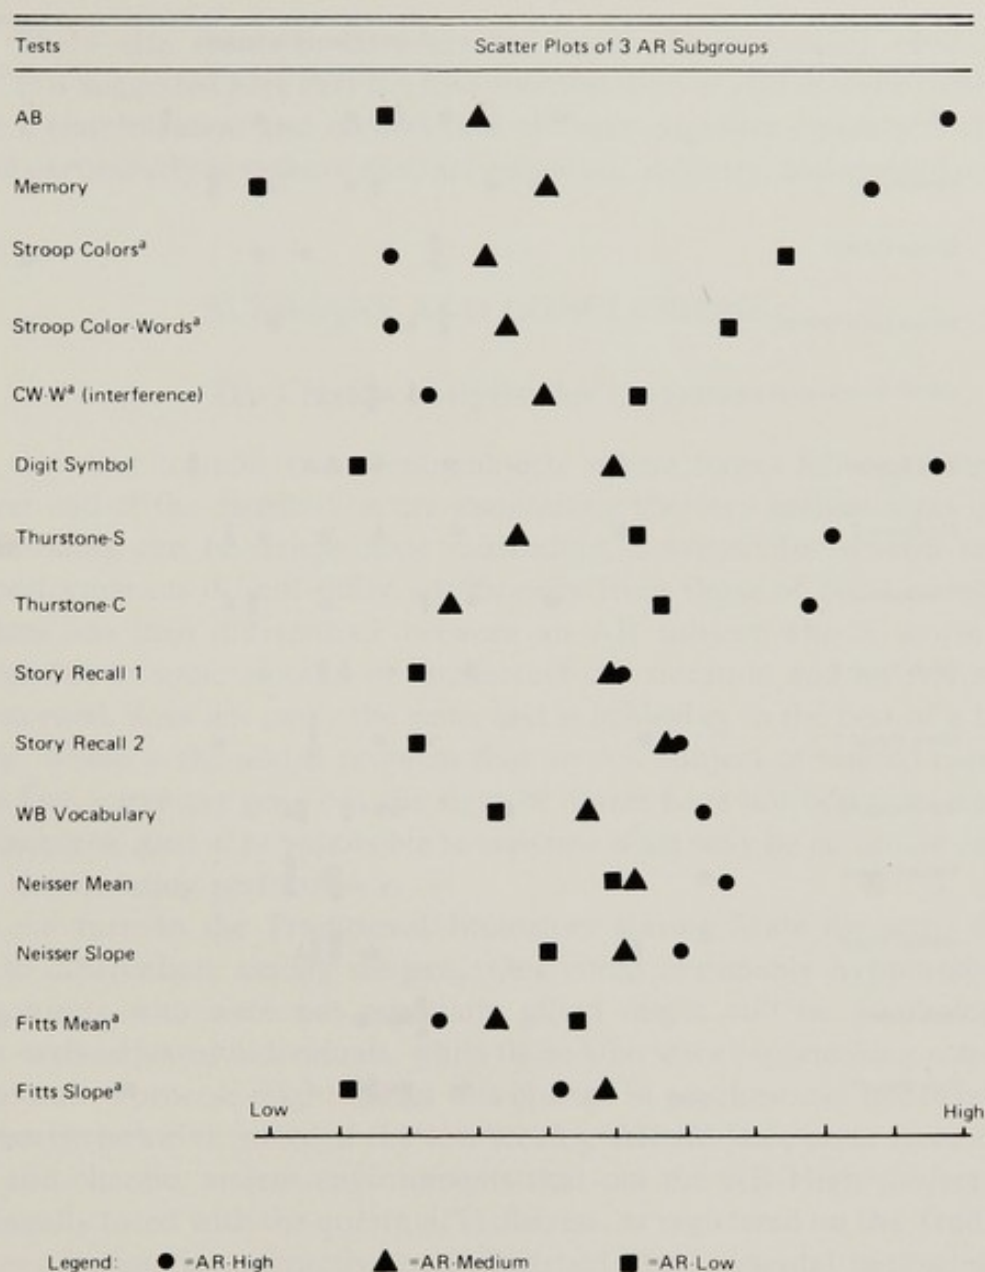 Tests Scatter Plots of 3 AR Subgroups
AB
Memory
Stroop Colorsᵃ
Stroop Color-Wordsᵃ
CW-Wᵃ (interference)
Digit Symbol
Thurstone-S
Thurstone-C
Story Recall 1
Story Recall 2
WB Vocabulary
Neisser Mean
Neisser Slope
Fitts Meanᵃ
Fitts Slopeᵃ
Low High
Legend: ● =AR-High ▲ =AR-Medium ■ =AR-Low